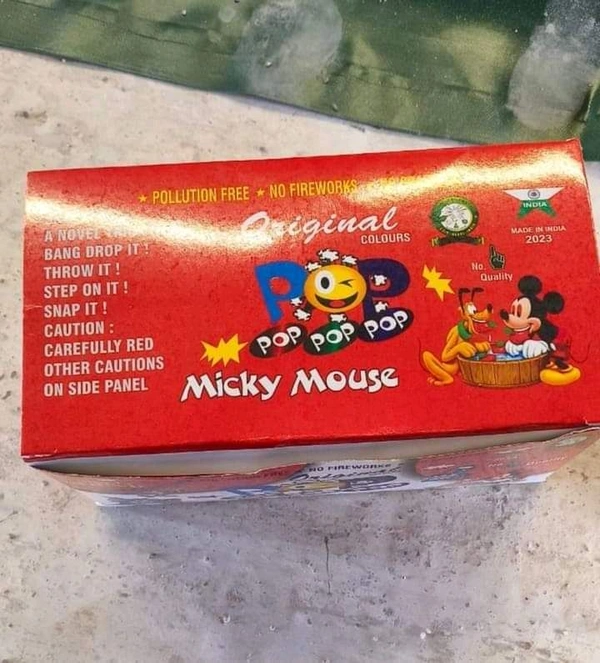 ★ POLLUTION FREE ★ NO FIREWORKS
Original
COLOURS
INDIA
MADE IN INDIA
2023
A NOVEL
BANG DROP IT !
THROW IT !
STEP ON IT !
SNAP IT !
CAUTION :
CAREFULLY RED
OTHER CAUTIONS
ON SIDE PANEL
POP
POP POP POP
Micky Mouse
No.
Quality
NO FIREWORKS
Original